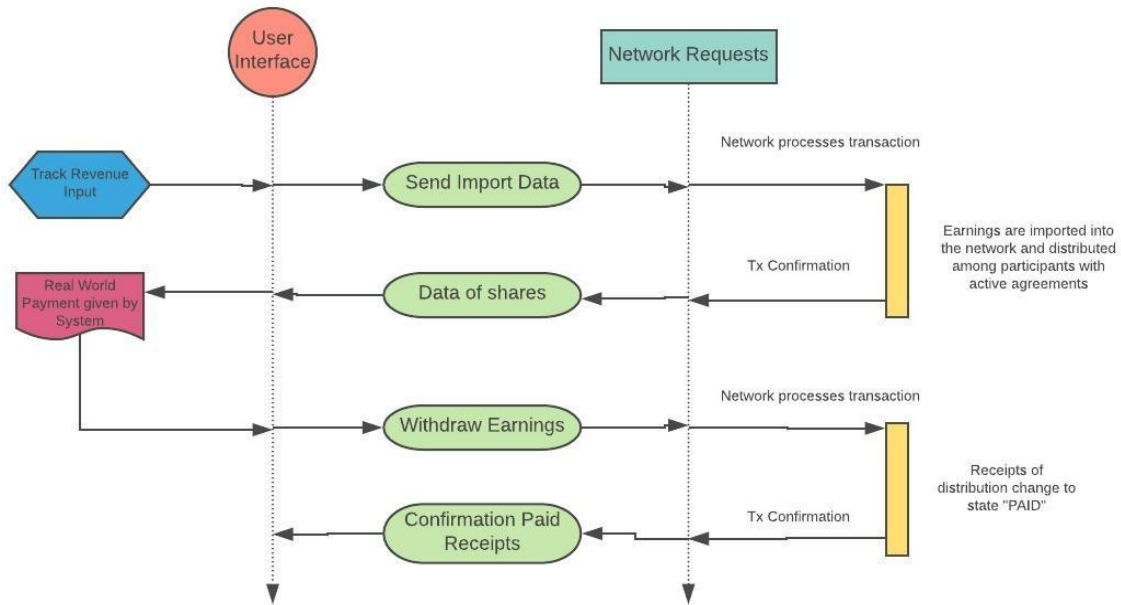 User
Interface
Network Requests
Network processes transaction
Track Revenue
Input
Send Import Data
Earnings are imported into
the network and distributed
among participants with
active agreements
Tx Confirmation
Real World
Payment given by
System
Data of shares
Network processes transaction
Withdraw Earnings
Receipts of
distribution change to
state "PAID"
Tx Confirmation
Confirmation Paid
Receipts